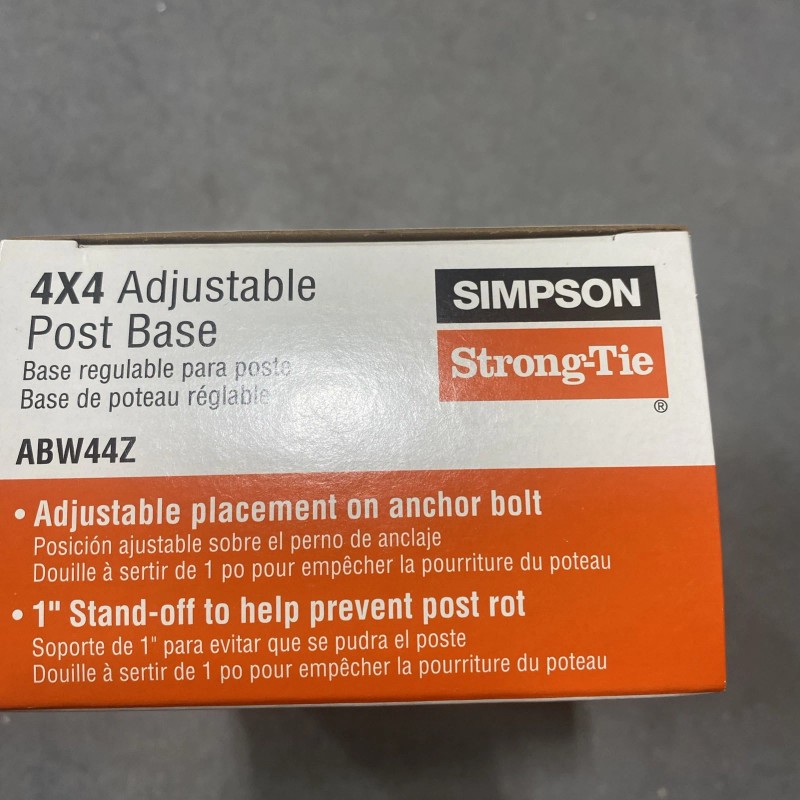 4X4 Adjustable
Post Base
Base regulable para poste
Base de poteau réglable
ABW44Z
SIMPSON
Strong-Tie
®
• Adjustable placement on anchor bolt
Posición ajustable sobre el perno de anclaje
Douille à sertir de 1 po pour empêcher la pourriture du poteau
• 1" Stand-off to help prevent post rot
Soporte de 1" para evitar que se pudra el poste
Douille à sertir de 1 po pour empêcher la pourriture du poteau